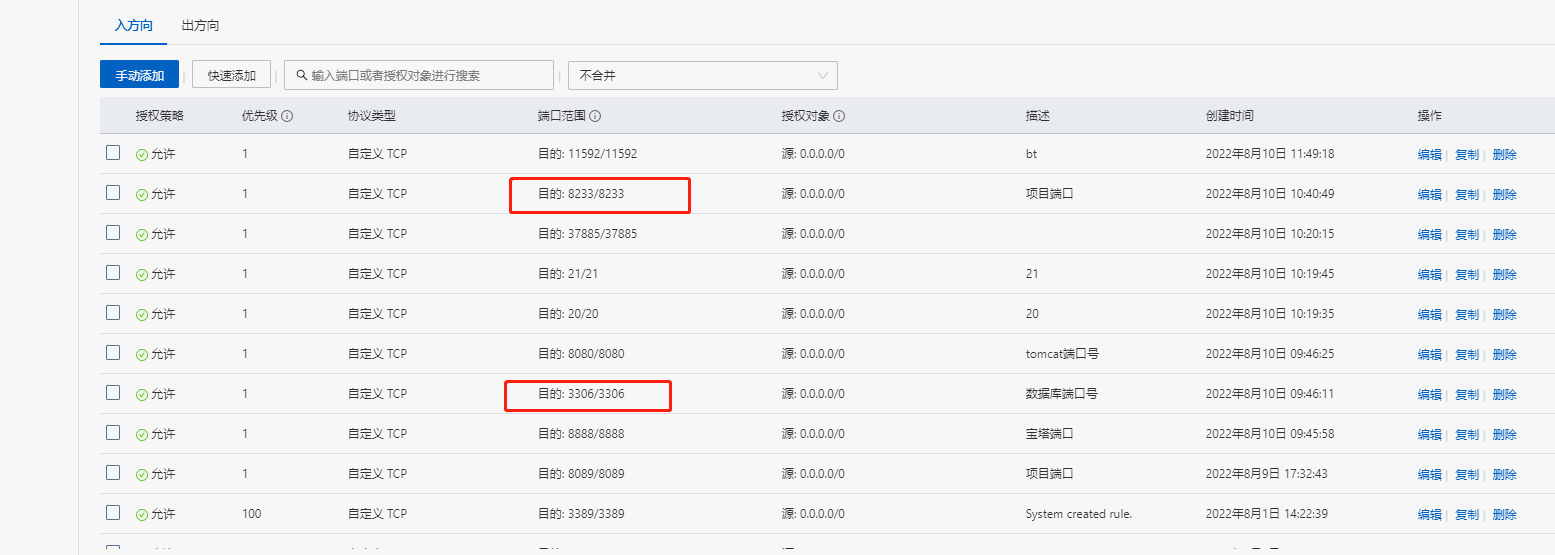 入方向 出方向
手动添加 快速添加 输入端口或者授权对象进行搜索 不合并
授权策略 优先级 协议类型 端口范围 授权对象 描述 创建时间 操作
允许 1 自定义 TCP 目的: 11592/11592 源: 0.0.0.0/0 bt 2022年8月10日 11:49:18 编辑 | 复制 | 删除
允许 1 自定义 TCP 目的: 8233/8233 源: 0.0.0.0/0 项目端口 2022年8月10日 10:40:49 编辑 | 复制 | 删除
允许 1 自定义 TCP 目的: 37885/37885 源: 0.0.0.0/0 2022年8月10日 10:20:15 编辑 | 复制 | 删除
允许 1 自定义 TCP 目的: 21/21 源: 0.0.0.0/0 21 2022年8月10日 10:19:45 编辑 | 复制 | 删除
允许 1 自定义 TCP 目的: 20/20 源: 0.0.0.0/0 20 2022年8月10日 10:19:35 编辑 | 复制 | 删除
允许 1 自定义 TCP 目的: 8080/8080 源: 0.0.0.0/0 tomcat端口号 2022年8月10日 09:46:25 编辑 | 复制 | 删除
允许 1 自定义 TCP 目的: 3306/3306 源: 0.0.0.0/0 数据库端口号 2022年8月10日 09:46:11 编辑 | 复制 | 删除
允许 1 自定义 TCP 目的: 8888/8888 源: 0.0.0.0/0 宝塔端口 2022年8月10日 09:45:58 编辑 | 复制 | 删除
允许 1 自定义 TCP 目的: 8089/8089 源: 0.0.0.0/0 项目端口 2022年8月9日 17:32:43 编辑 | 复制 | 删除
允许 100 自定义 TCP 目的: 3389/3389 源: 0.0.0.0/0 System created rule. 2022年8月1日 14:22:39 编辑 | 复制 | 删除